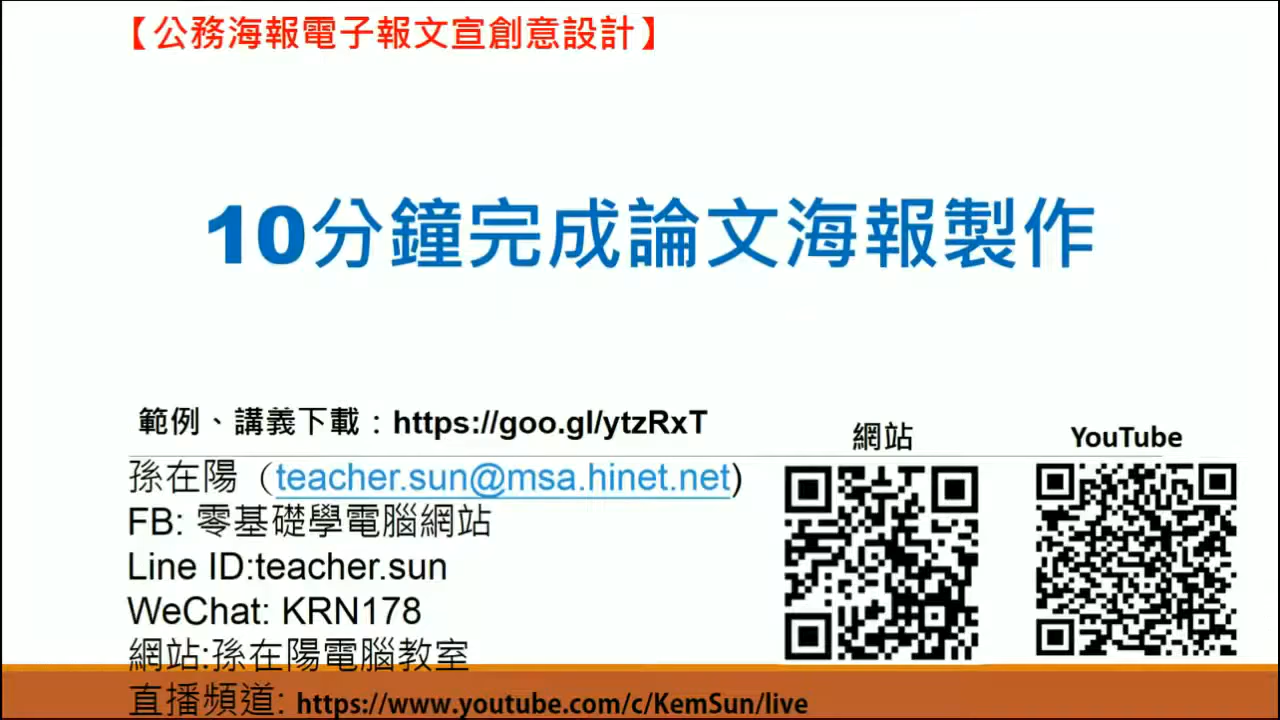 【公務海報電子報文宣創意設計】
10分鐘完成論文海報製作
範例、講義下載：https://goo.gl/ytzRxT
孫在陽（teacher.sun@msa.hinet.net)
FB: 零基礎學電腦網站
Line ID:teacher.sun
WeChat: KRN178
網站:孫在陽電腦教室
直播頻道: https://www.youtube.com/c/KemSun/live
網站
YouTube